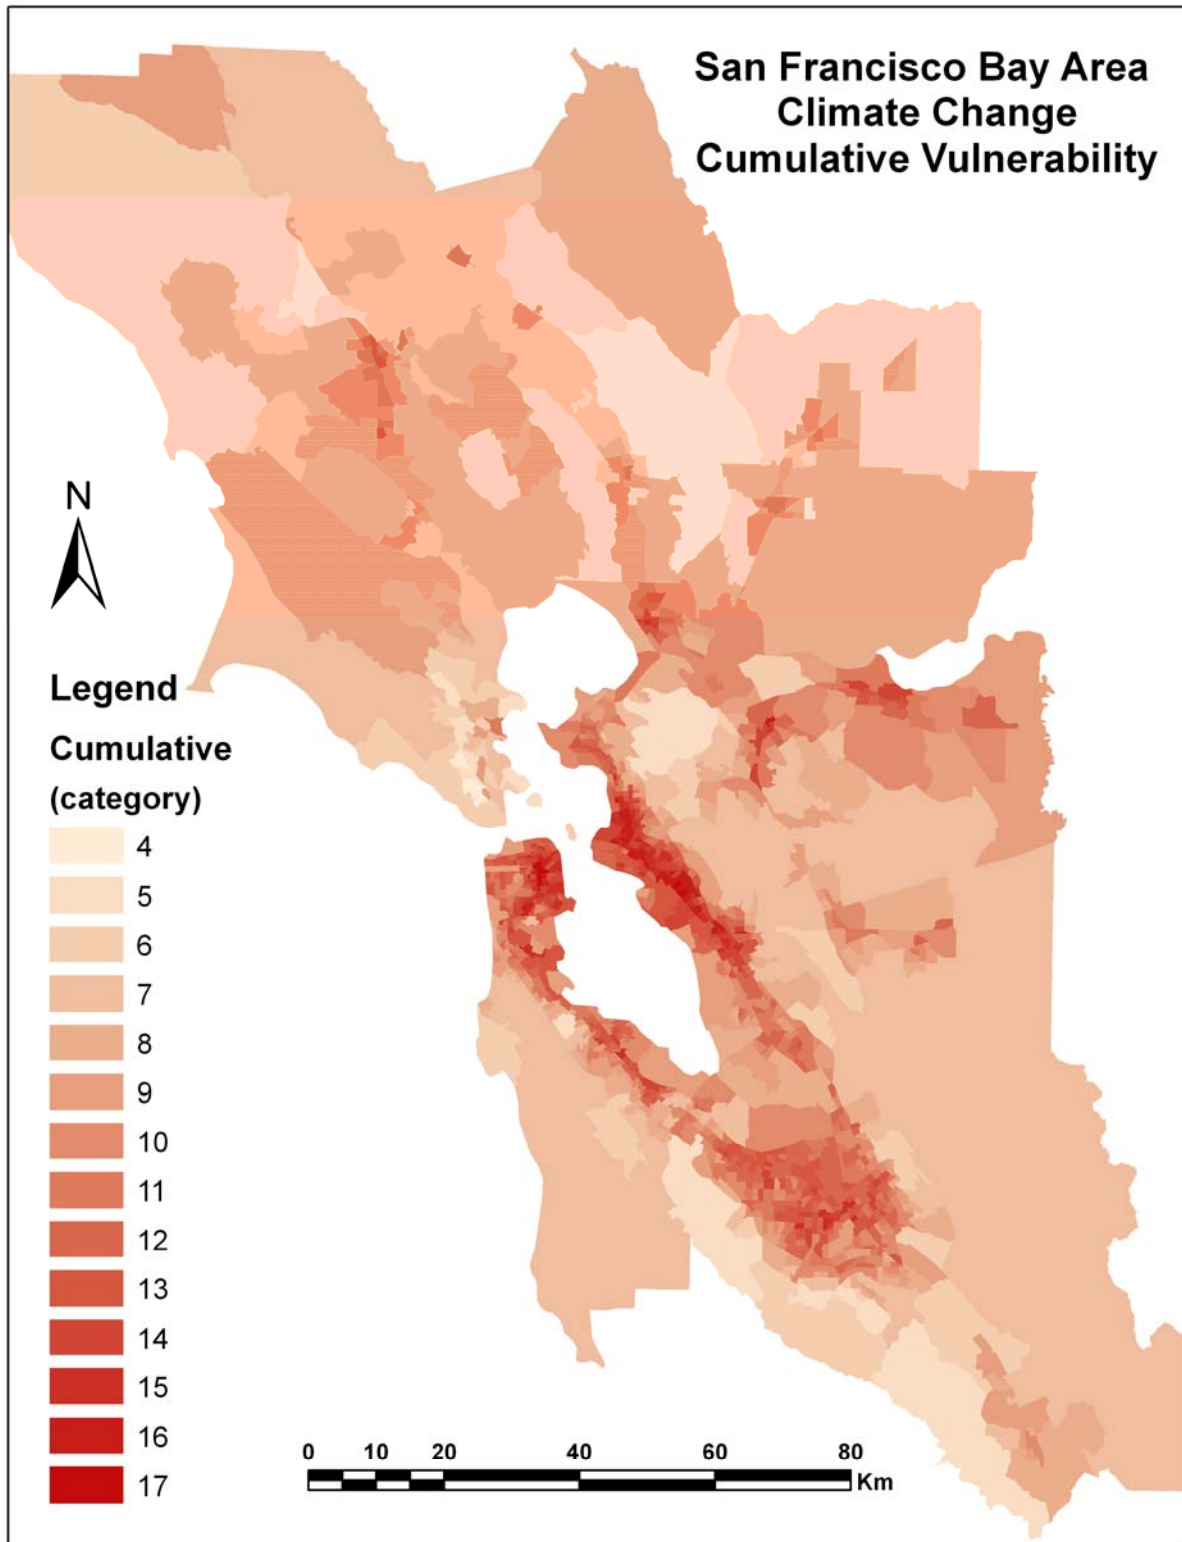 San Francisco Bay Area
Climate Change
Cumulative Vulnerability
N
Legend
Cumulative
(category)
4
5
6
7
8
9
10
11
12
13
14
15
16
17
0 10 20 40 60 80
Km